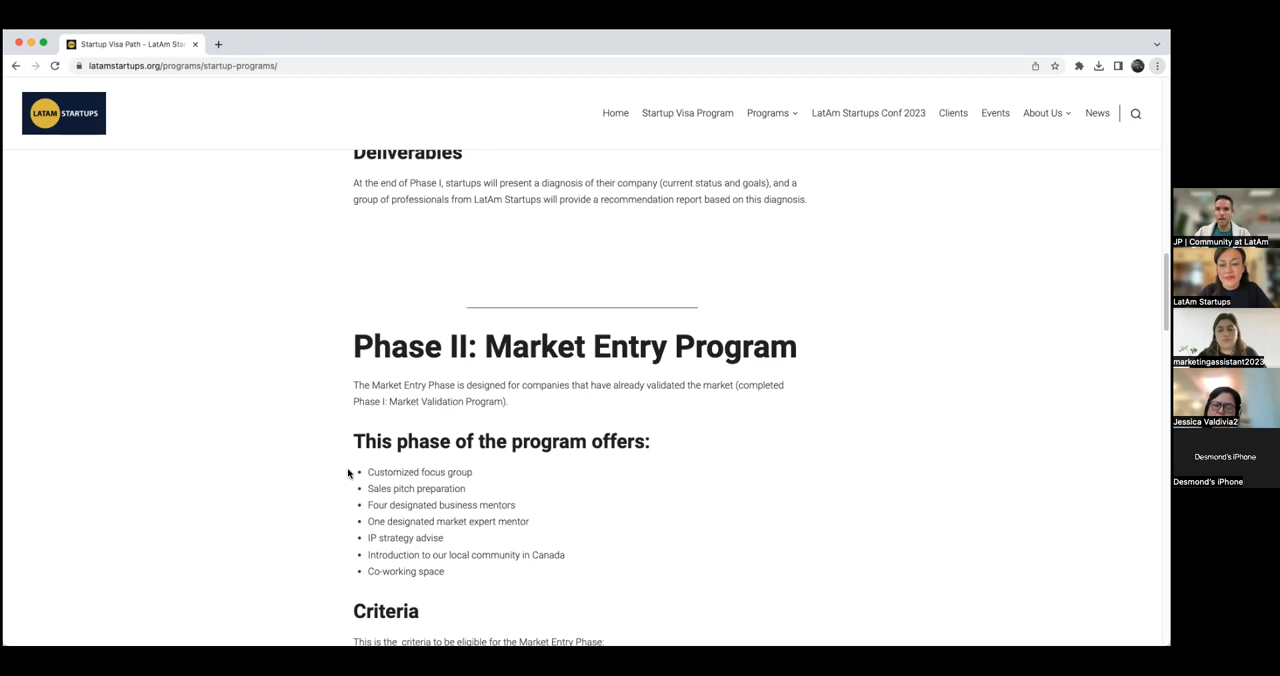 Startup Visa Path - LatAm Star
latamstartups.org/programs/startup-programs/
LATAM STARTUPS
Home Startup Visa Program Programs LatAm Startups Conf 2023 Clients Events About Us News
Deliverables
At the end of Phase I, startups will present a diagnosis of their company (current status and goals), and a
group of professionals from LatAm Startups will provide a recommendation report based on this diagnosis.
Phase II: Market Entry Program
The Market Entry Phase is designed for companies that have already validated the market (completed
Phase I: Market Validation Program).
This phase of the program offers:
• Customized focus group
• Sales pitch preparation
• Four designated business mentors
• One designated market expert mentor
• IP strategy advise
• Introduction to our local community in Canada
• Co-working space
Criteria
This is the criteria to be eligible for the Market Entry Phase:
JP | Community at LatAm
LatAm Startups
marketingassistant2023
Jessica Valdivia2
Desmond's iPhone
Desmond's iPhone